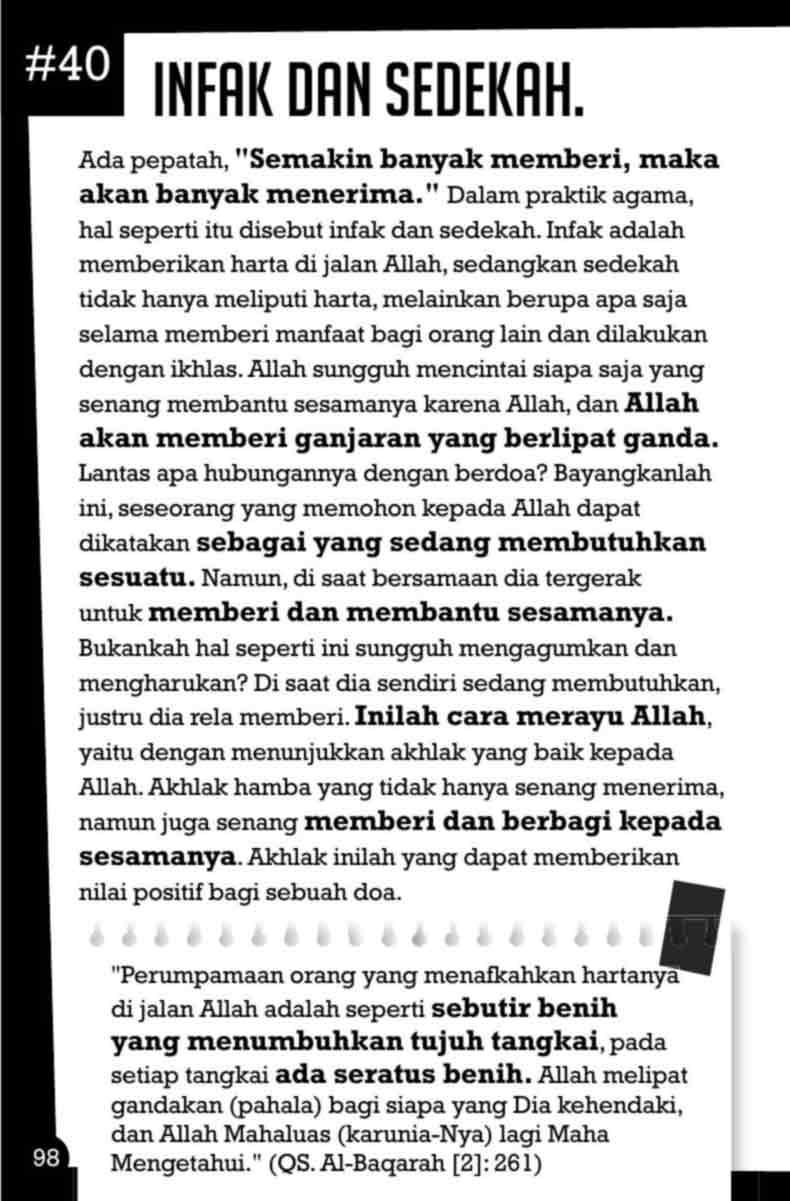 #40
INFAK DAN SEDEKAH.
Ada pepatah, "Semakin banyak memberi, maka
akan banyak menerima." Dalam praktik agama,
hal seperti itu disebut infak dan sedekah. Infak adalah
memberikan harta di jalan Allah, sedangkan sedekah
tidak hanya meliputi harta, melainkan berupa apa saja
selama memberi manfaat bagi orang lain dan dilakukan
dengan ikhlas. Allah sungguh mencintai siapa saja yang
senang membantu sesamanya karena Allah, dan Allah
akan memberi ganjaran yang berlipat ganda.
Lantas apa hubungannya dengan berdoa? Bayangkanlah
ini, seseorang yang memohon kepada Allah dapat
dikatakan sebagai yang sedang membutuhkan
sesuatu. Namun, di saat bersamaan dia tergerak
untuk memberi dan membantu sesamanya.
Bukankah hal seperti ini sungguh mengagumkan dan
mengharukan? Di saat dia sendiri sedang membutuhkan,
justru dia rela memberi. Inilah cara merayu Allah,
yaitu dengan menunjukkan akhlak yang baik kepada
Allah. Akhlak hamba yang tidak hanya senang menerima,
namun juga senang memberi dan berbagi kepada
sesamanya. Akhlak inilah yang dapat memberikan
nilai positif bagi sebuah doa.
"Perumpamaan orang yang menafkahkan hartanya
di jalan Allah adalah seperti sebutir benih
yang menumbuhkan tujuh tangkai, pada
setiap tangkai ada seratus benih. Allah melipat
gandakan (pahala) bagi siapa yang Dia kehendaki,
dan Allah Mahaluas (karunia-Nya) lagi Maha
Mengetahui." (QS. Al-Baqarah [2]: 261)
98